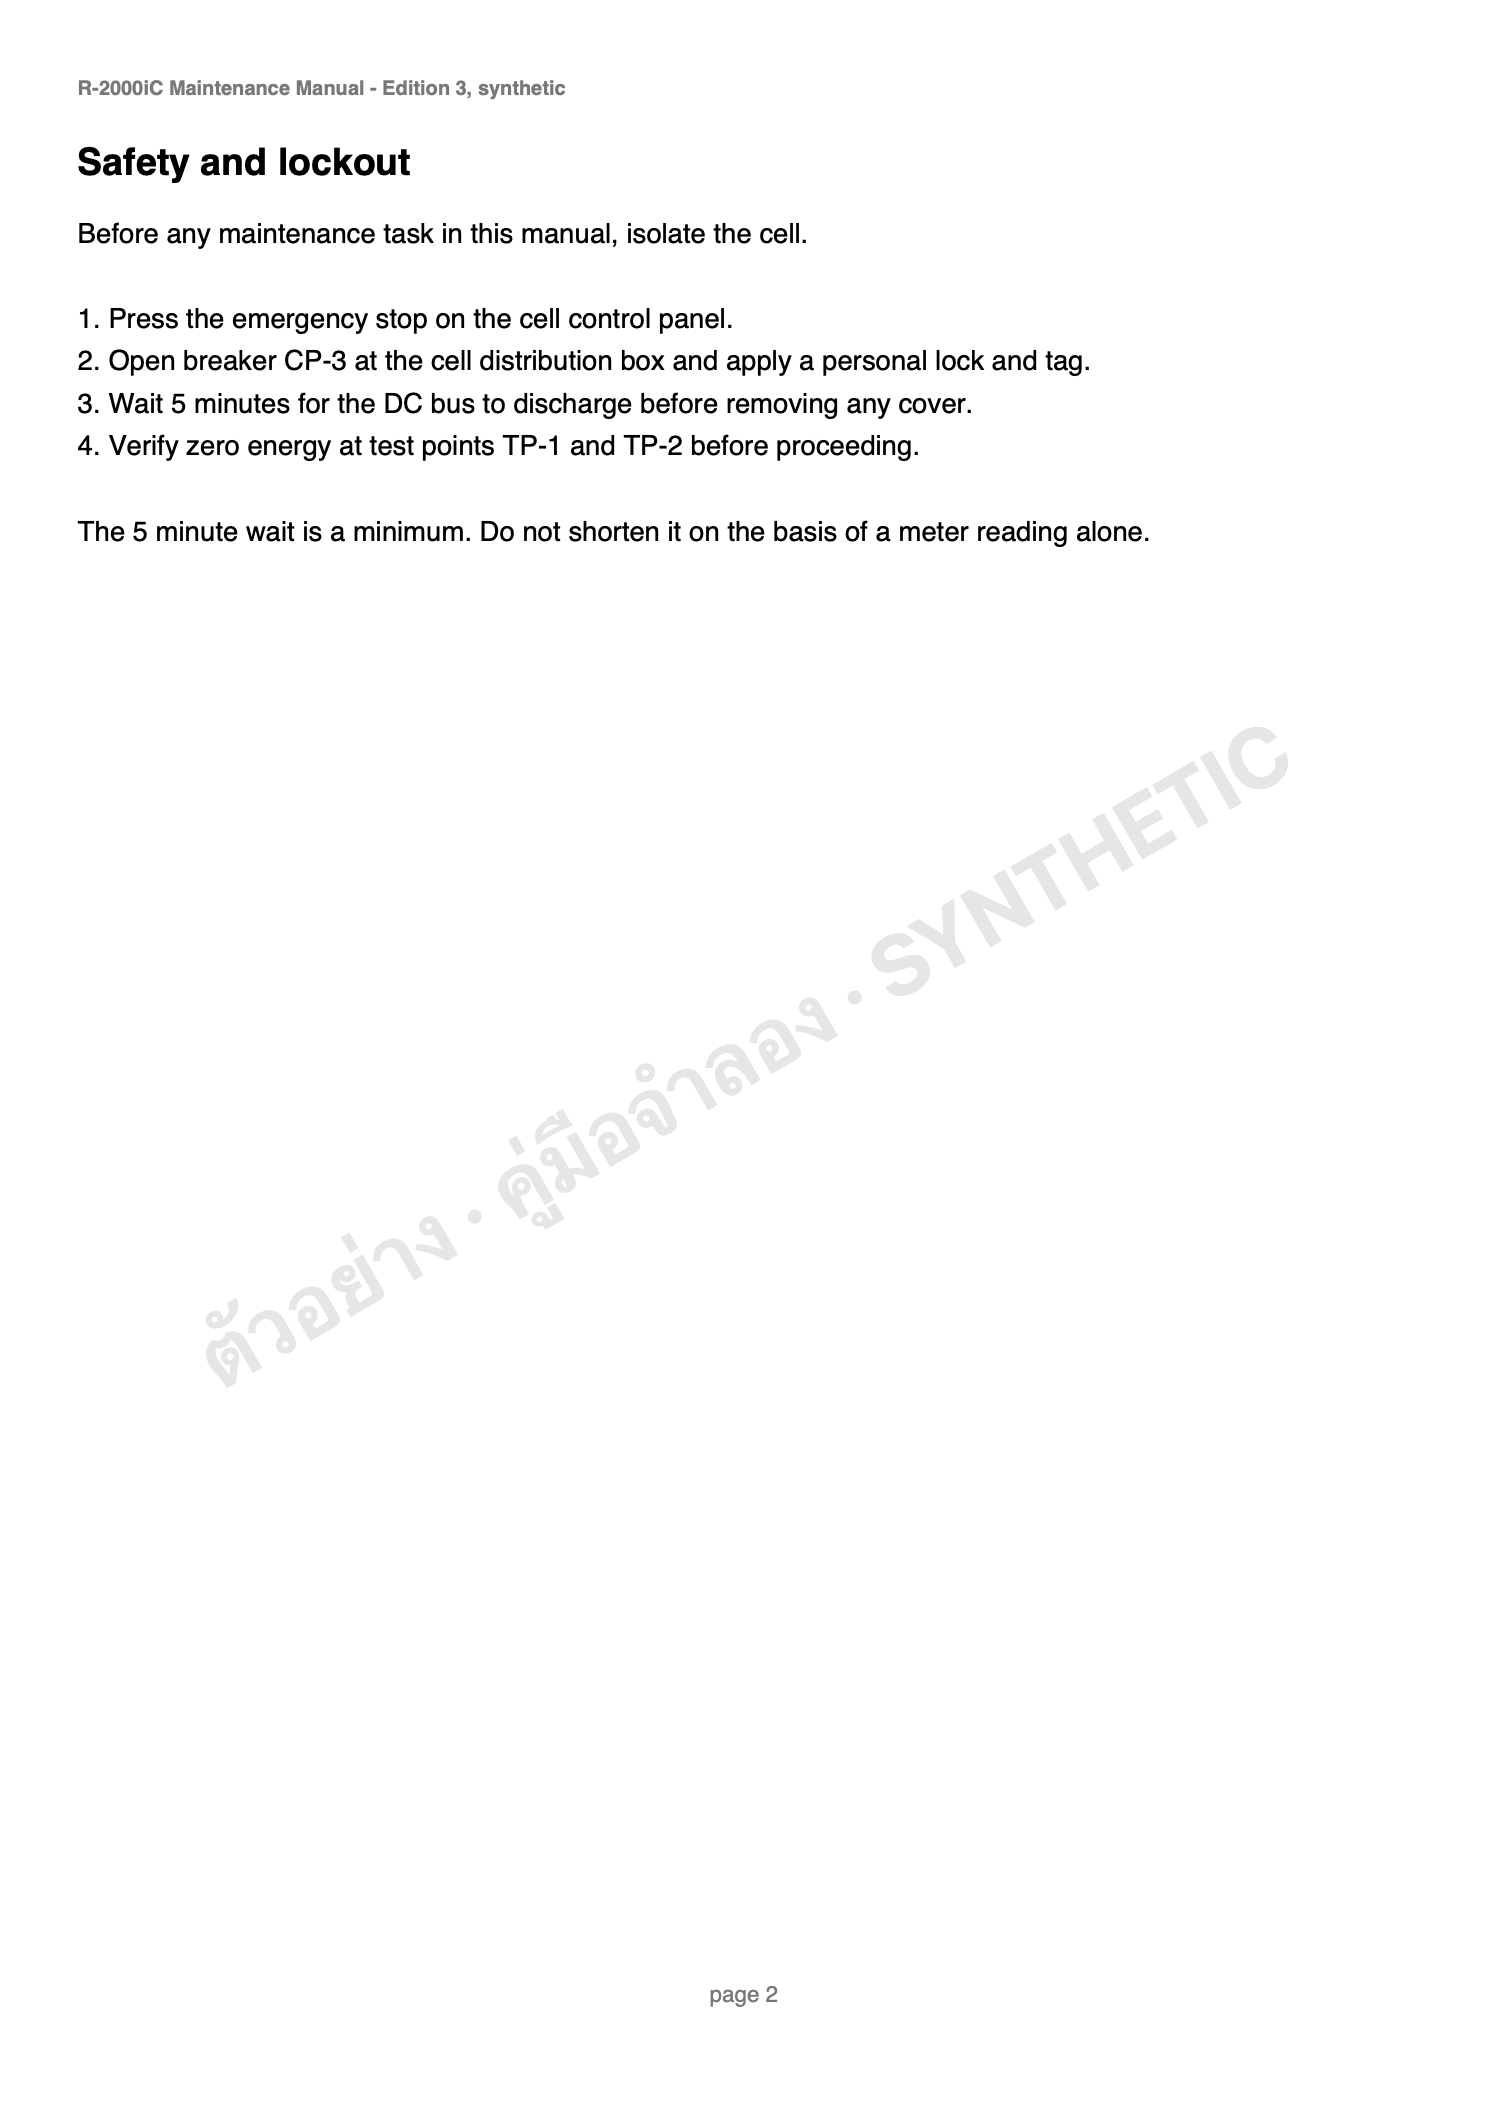 R-2000iC Maintenance Manual - Edition 3, synthetic
Safety and lockout
Before any maintenance task in this manual, isolate the cell.
1. Press the emergency stop on the cell control panel.
2. Open breaker CP-3 at the cell distribution box and apply a personal lock and tag.
3. Wait 5 minutes for the DC bus to discharge before removing any cover.
4. Verify zero energy at test points TP-1 and TP-2 before proceeding.
The 5 minute wait is a minimum. Do not shorten it on the basis of a meter reading alone.
ตัวอย่าง · คู่มือจำลอง · SYNTHETIC
page 2